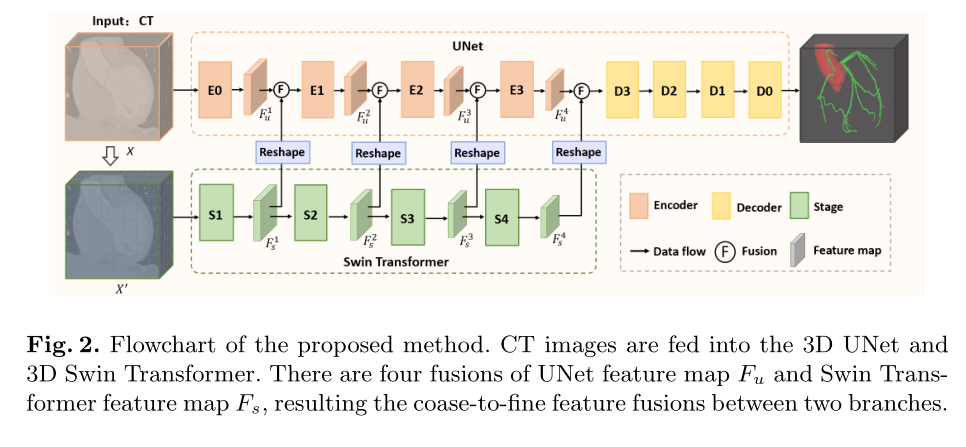 Input: CT
UNet
E0 E1 E2 E3 D3 D2 D1 D0
F F F F
F_u^1 F_u^2 F_u^3 F_u^4
X
Reshape Reshape Reshape Reshape
S1 S2 S3 S4
F_s^1 F_s^2 F_s^3 F_s^4
Swin Transformer
X'
Encoder Decoder Stage
Data flow F Fusion Feature map
Fig. 2. Flowchart of the proposed method. CT images are fed into the 3D UNet and
3D Swin Transformer. There are four fusions of UNet feature map F_u and Swin Trans-
former feature map F_s, resulting the coase-to-fine feature fusions between two branches.